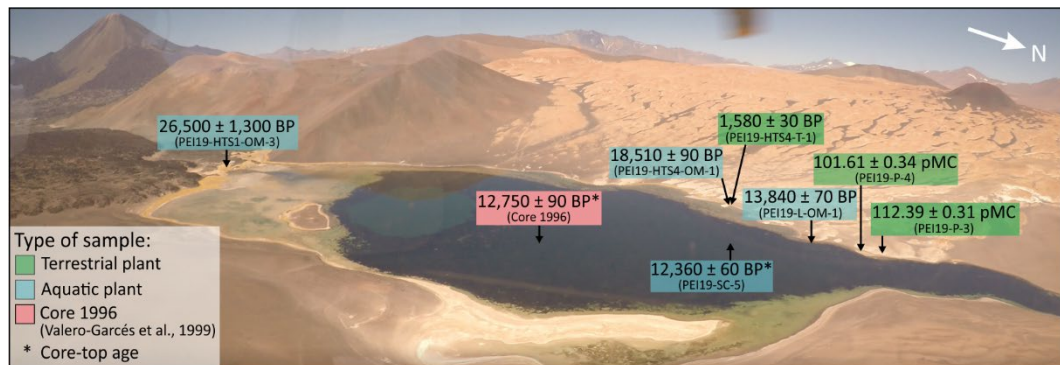 N
26,500 ± 1,300 BP
(PEI19-HTS1-OM-3)
1,580 ± 30 BP
(PEI19-HTS4-T-1)
18,510 ± 90 BP
(PEI19-HTS4-OM-1)
101.61 ± 0.34 pMC
(PEI19-P-4)
12,750 ± 90 BP*
(Core 1996)
13,840 ± 70 BP
(PEI19-L-OM-1)
112.39 ± 0.31 pMC
(PEI19-P-3)
12,360 ± 60 BP*
(PEI19-SC-5)
Type of sample:
Terrestrial plant
Aquatic plant
Core 1996
(Valero-Garcés et al., 1999)
* Core-top age